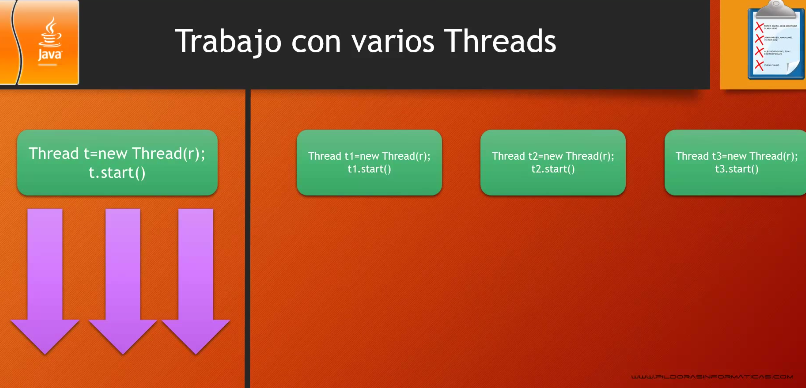 Java
Trabajo con varios Threads
Thread t=new Thread(r);
t.start()
Thread t1=new Thread(r);
t1.start()
Thread t2=new Thread(r);
t2.start()
Thread t3=new Thread(r);
t3.start()
WWW.PILDORASINFORMATICAS.COM